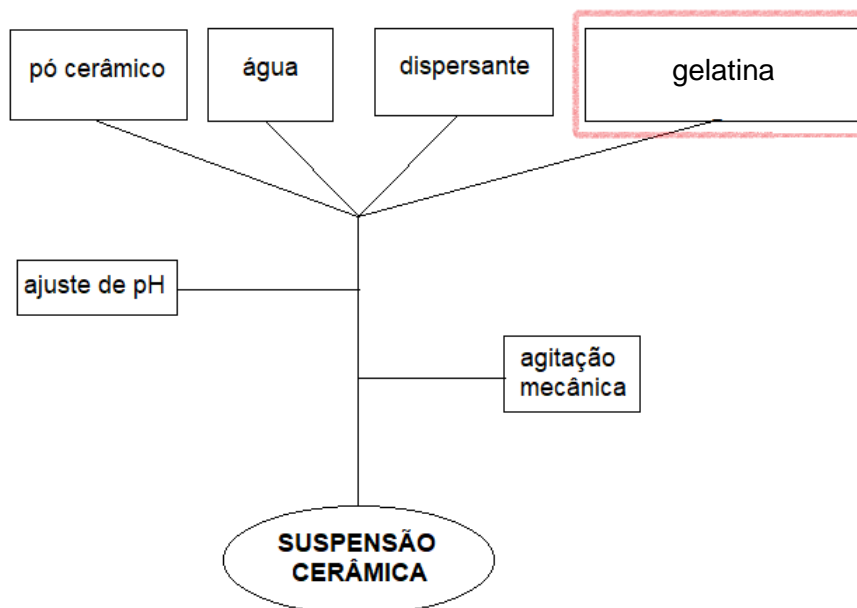 pó cerâmico
água
dispersante
gelatina
ajuste de pH
agitação
mecânica
SUSPENSÃO
CERÂMICA